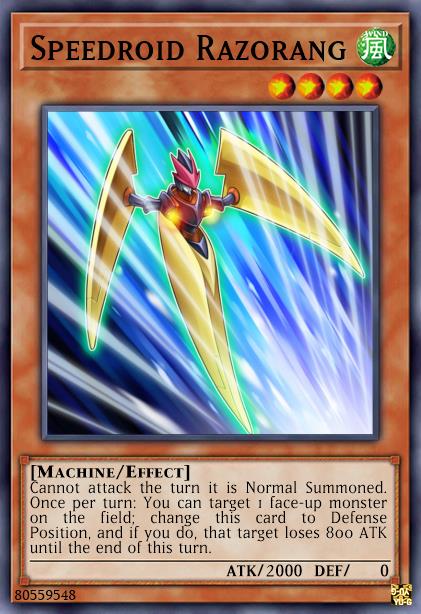 Speedroid Razorang
WIND
風
[Machine/Effect]
Cannot attack the turn it is Normal Summoned.
Once per turn: You can target 1 face-up monster
on the field; change this card to Defense
Position, and if you do, that target loses 800 ATK
until the end of this turn.
ATK/2000 DEF/ 0
80559548